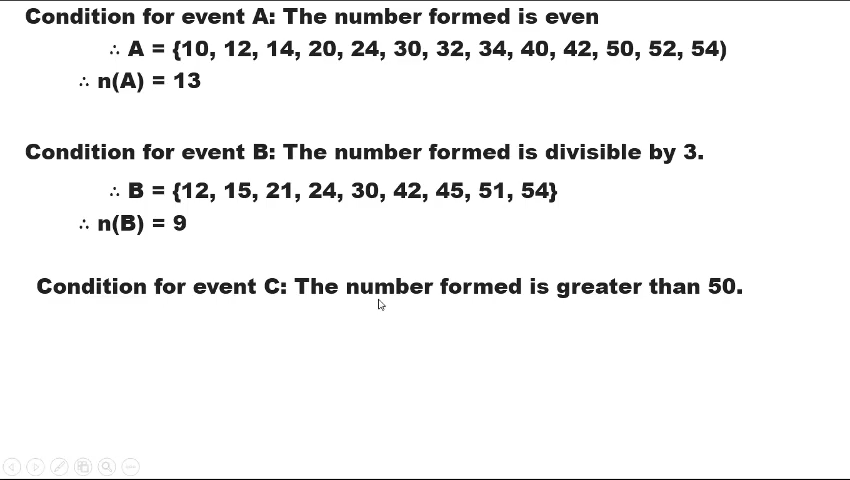 Condition for event A: The number formed is even
∴ A = {10, 12, 14, 20, 24, 30, 32, 34, 40, 42, 50, 52, 54)
∴ n(A) = 13
Condition for event B: The number formed is divisible by 3.
∴ B = {12, 15, 21, 24, 30, 42, 45, 51, 54}
∴ n(B) = 9
Condition for event C: The number formed is greater than 50.